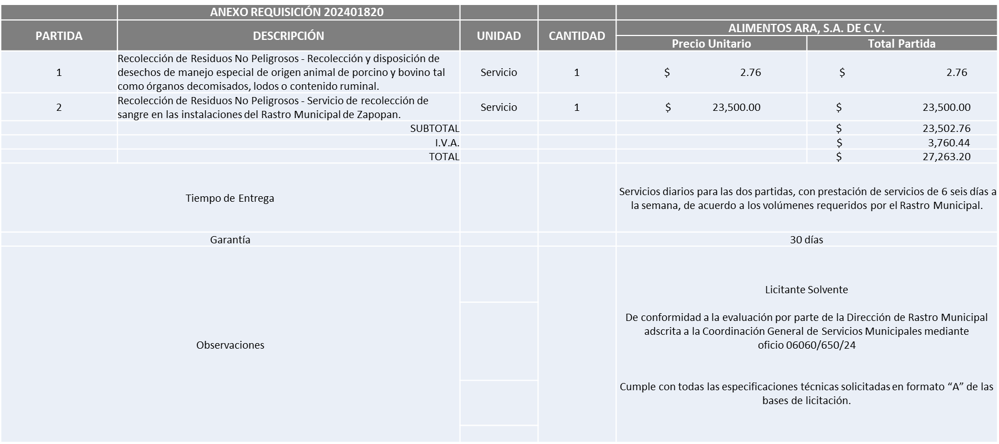 ANEXO REQUISICIÓN 202401820
PARTIDA
DESCRIPCIÓN
UNIDAD
CANTIDAD
ALIMENTOS ARA, S.A. DE C.V.
Precio Unitario
Total Partida
1
Recolección de Residuos No Peligrosos - Recolección y disposición de
desechos de manejo especial de origen animal de porcino y bovino tal
como órganos decomisados, lodos o contenido ruminal.
Servicio
1
$ 2.76
$ 2.76
2
Recolección de Residuos No Peligrosos - Servicio de recolección de
sangre en las instalaciones del Rastro Municipal de Zapopan.
Servicio
1
$ 23,500.00
$ 23,500.00
SUBTOTAL
$ 23,502.76
I.V.A.
$ 3,760.44
TOTAL
$ 27,263.20
Tiempo de Entrega
Servicios diarios para las dos partidas, con prestación de servicios de 6 seis días a
la semana, de acuerdo a los volúmenes requeridos por el Rastro Municipal.
Garantía
30 días
Observaciones
Licitante Solvente
De conformidad a la evaluación por parte de la Dirección de Rastro Municipal
adscrita a la Coordinación General de Servicios Municipales mediante
oficio 06060/650/24
Cumple con todas las especificaciones técnicas solicitadas en formato “A” de las
bases de licitación.